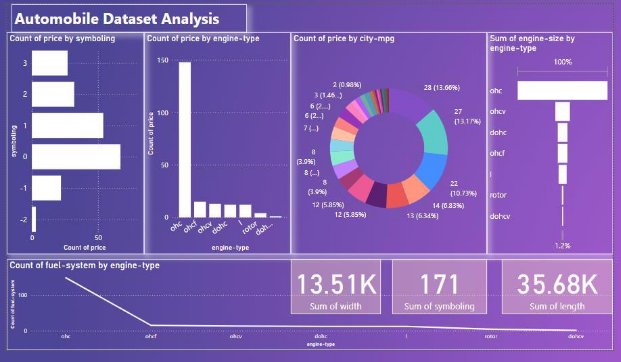 Automobile Dataset Analysis
Count of price by symboling
3
2
1
0
-1
-2
symboling
0
50
Count of price
Count of price by engine-type
150
100
50
0
Count of price
ohc
ohcf
ohcv
dohc
l
rotor
doh...
engine-type
Count of price by city-mpg
2 (0.98%)
3 (1.46...)
6 (2...)
6 (2...)
7 (...)
8
(3.9%)
8 (...)
8
(3.9%)
12 (5.85%)
12 (5.85%)
13 (6.34%)
14 (6.83%)
22
(10.73%)
27
(13.17%)
28 (13.66%)
Sum of engine-size by
engine-type
100%
ohc
ohcv
dohc
ohcf
l
rotor
dohcv
1.2%
Count of fuel-system by engine-type
Count of fuel-system
100
0
ohc
ohcf
ohcv
dohc
l
rotor
dohcv
engine-type
13.51K
Sum of width
171
Sum of symboling
35.68K
Sum of length